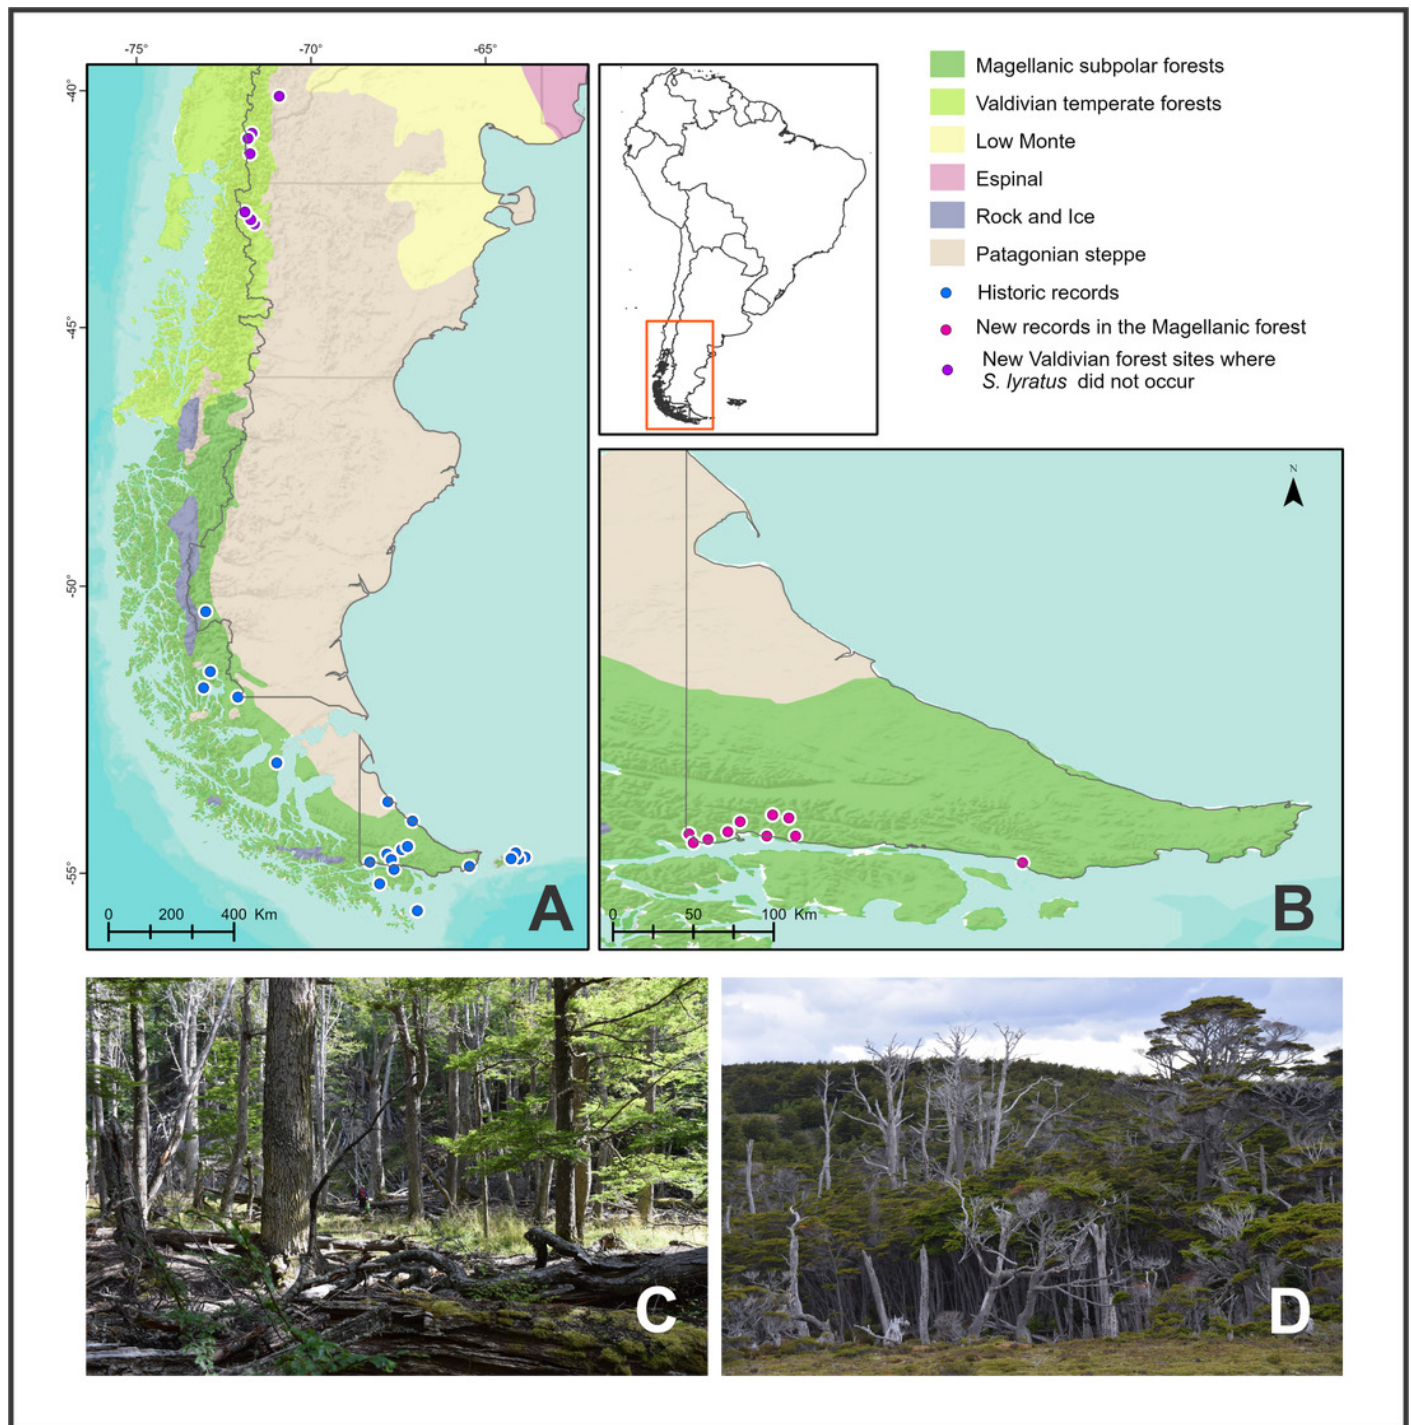 -75°
-70°
-65°
-40°
-45°
-50°
-55°
0 200 400 Km
A
Magellanic subpolar forests
Valdivian temperate forests
Low Monte
Espinal
Rock and Ice
Patagonian steppe
Historic records
New records in the Magellanic forest
New Valdivian forest sites where
S. lyratus did not occur
N
0 50 100 Km
B
C
D